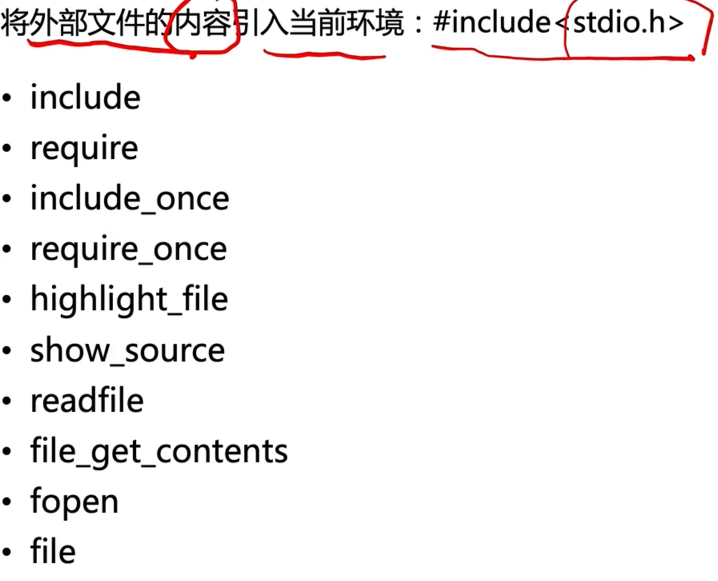 将外部文件的内容引入当前环境：#include<stdio.h>
• include
• require
• include_once
• require_once
• highlight_file
• show_source
• readfile
• file_get_contents
• fopen
• file